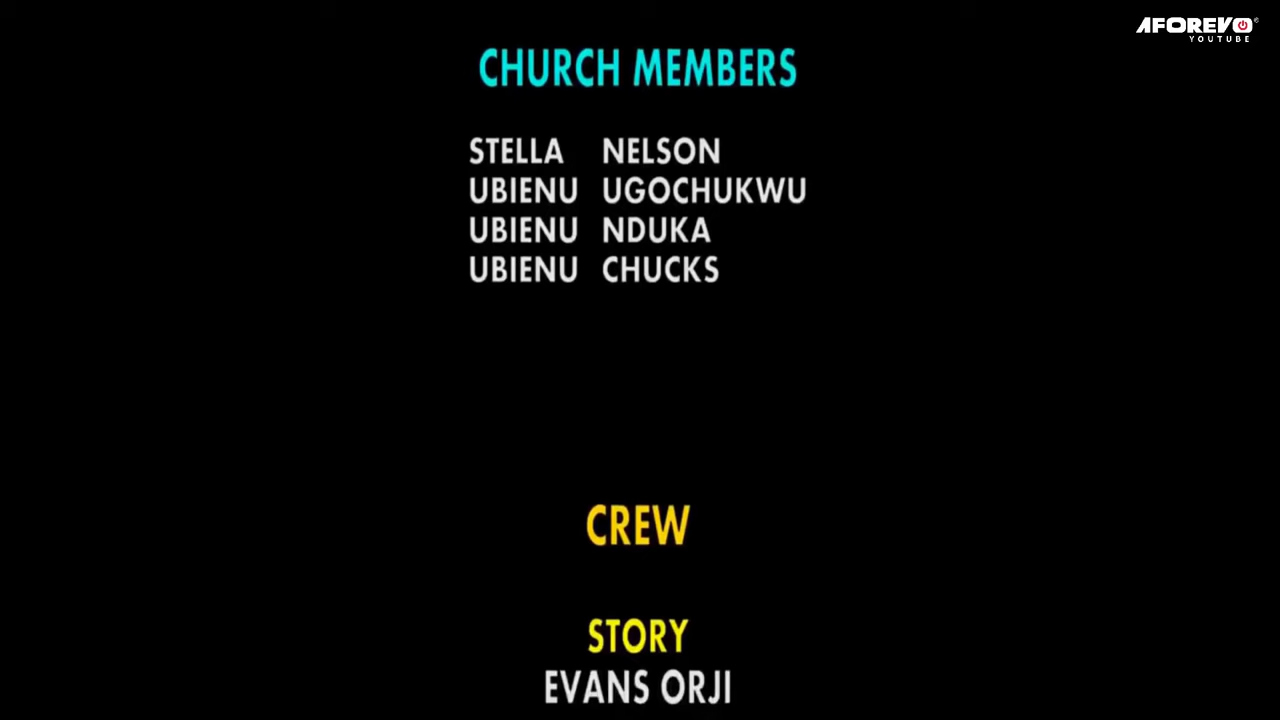 AFOREVO
YOUTUBE
CHURCH MEMBERS
STELLA NELSON
UBIENU UGOCHUKWU
UBIENU NDUKA
UBIENU CHUCKS
CREW
STORY
EVANS ORJI